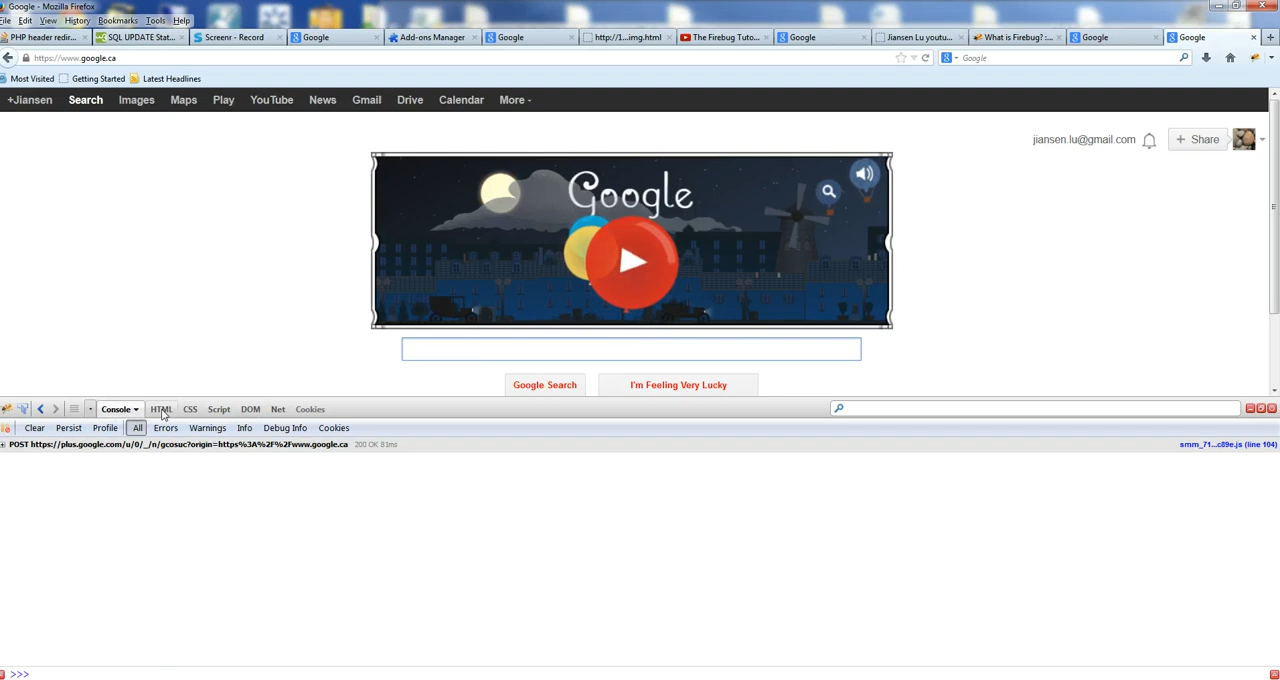 Google - Mozilla Firefox
File Edit View History Bookmarks Tools Help
PHP header redir... SQL UPDATE Stat... Screenr - Record Google Add-ons Manager Google http://1....img.html The Firebug Tuto... Google Jiansen Lu youtu... What is Firebug? :... Google Google
https://www.google.ca Google
Most Visited Getting Started Latest Headlines
+Jiansen Search Images Maps Play YouTube News Gmail Drive Calendar More
jiansen.lu@gmail.com + Share
Google
Google Search I'm Feeling Very Lucky
Console HTML CSS Script DOM Net Cookies
Clear Persist Profile All Errors Warnings Info Debug Info Cookies
POST https://plus.google.com/u/0/_/n/gcosuc?origin=https%3A%2F%2Fwww.google.ca 200 OK 81ms smm_71...c89e.js (line 104)
>>>